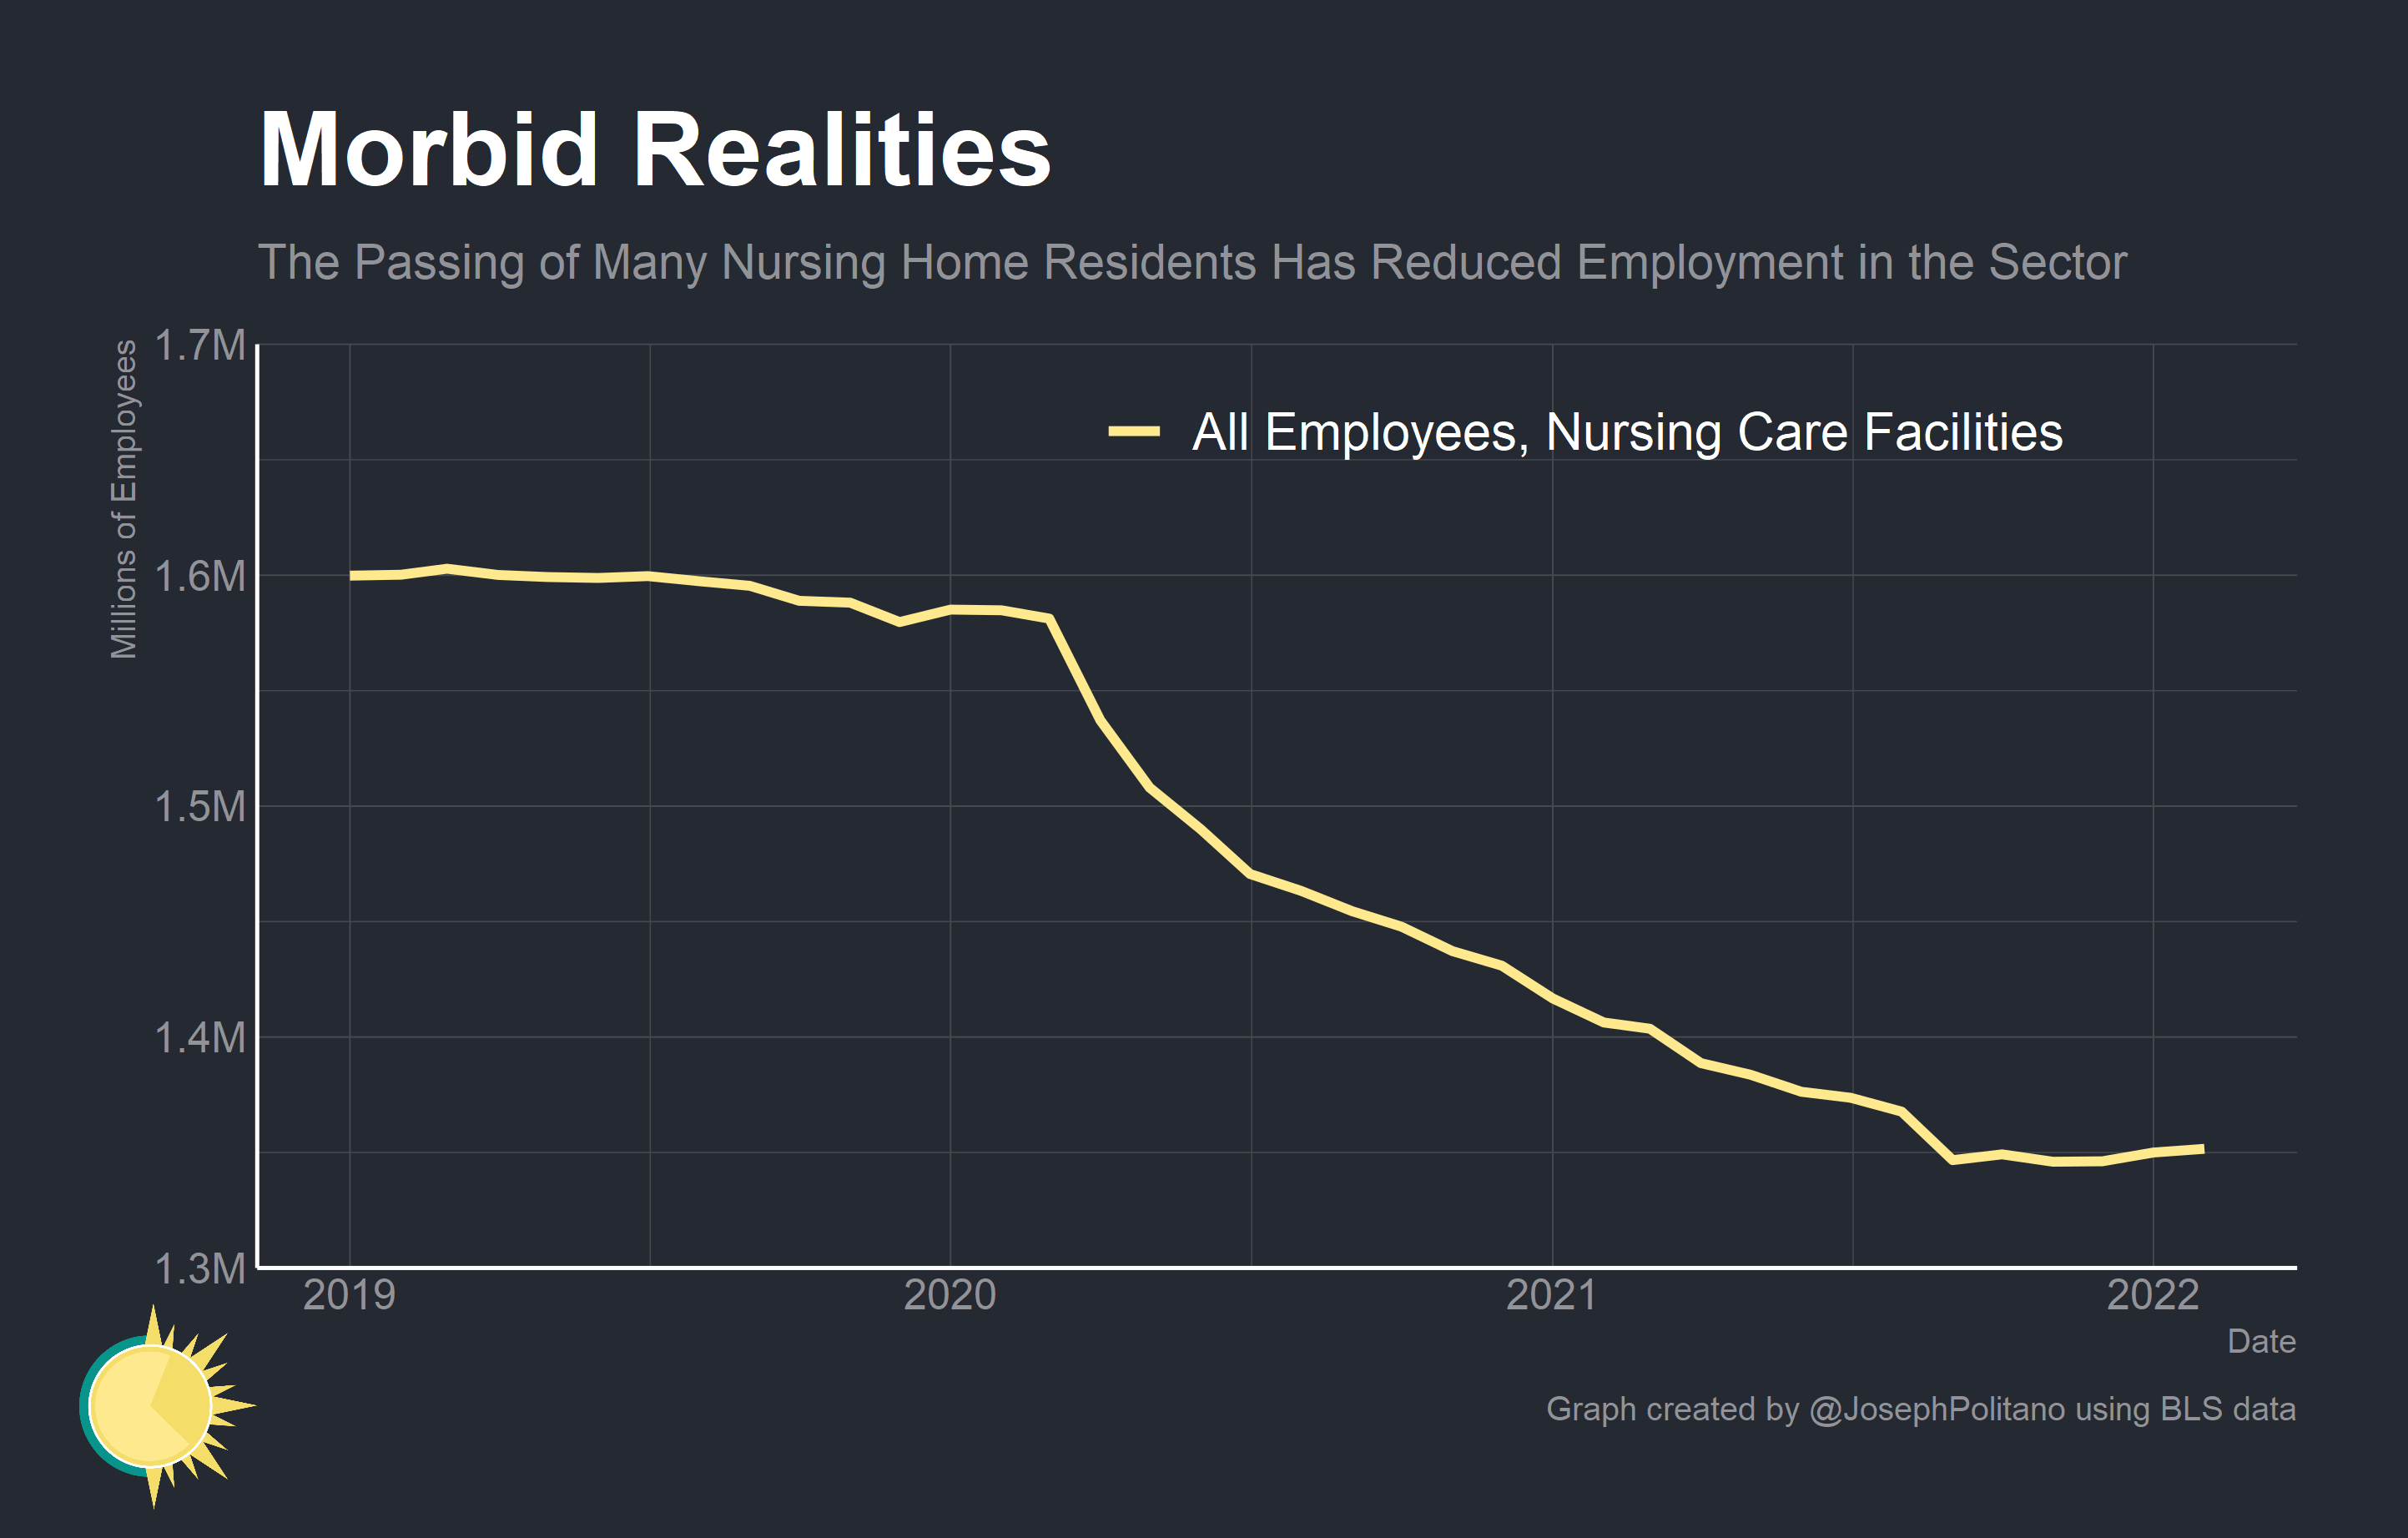 Morbid Realities
The Passing of Many Nursing Home Residents Has Reduced Employment in the Sector
Millions of Employees
1.7M
1.6M
1.5M
1.4M
1.3M
All Employees, Nursing Care Facilities
2019 2020 2021 2022
Date
Graph created by @JosephPolitano using BLS data